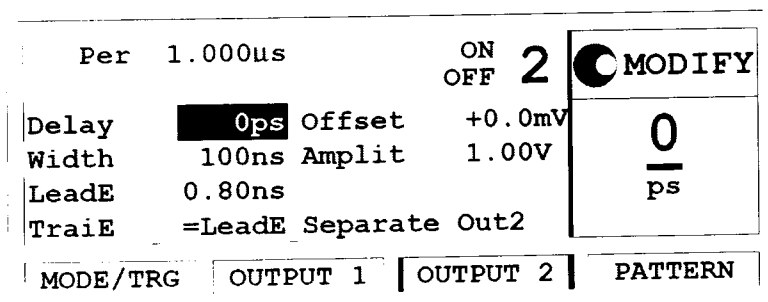 Per 1.000us ON OFF 2 MODIFY
Delay 0ps Offset +0.0mV 0
Width 100ns Amplit 1.00V ps
LeadE 0.80ns
TraiE =LeadE Separate Out2
MODE/TRG OUTPUT 1 OUTPUT 2 PATTERN